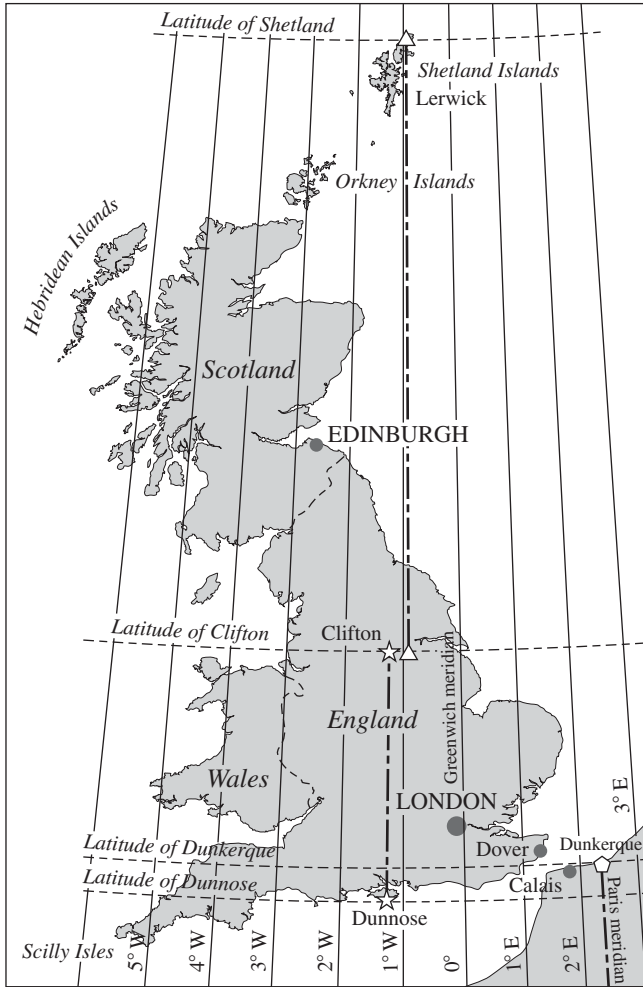 Latitude of Shetland
Shetland Islands
Lerwick
Orkney Islands
Hebridean Islands
Scotland
EDINBURGH
Latitude of Clifton
Clifton
Greenwich meridian
England
Wales
LONDON
3° E
Latitude of Dunkerque
Dover
Dunkerque
Latitude of Dunnose
Calais
Dunnose
Paris meridian
Scilly Isles
5° W
4° W
3° W
2° W
1° W
0°
1° E
2° E